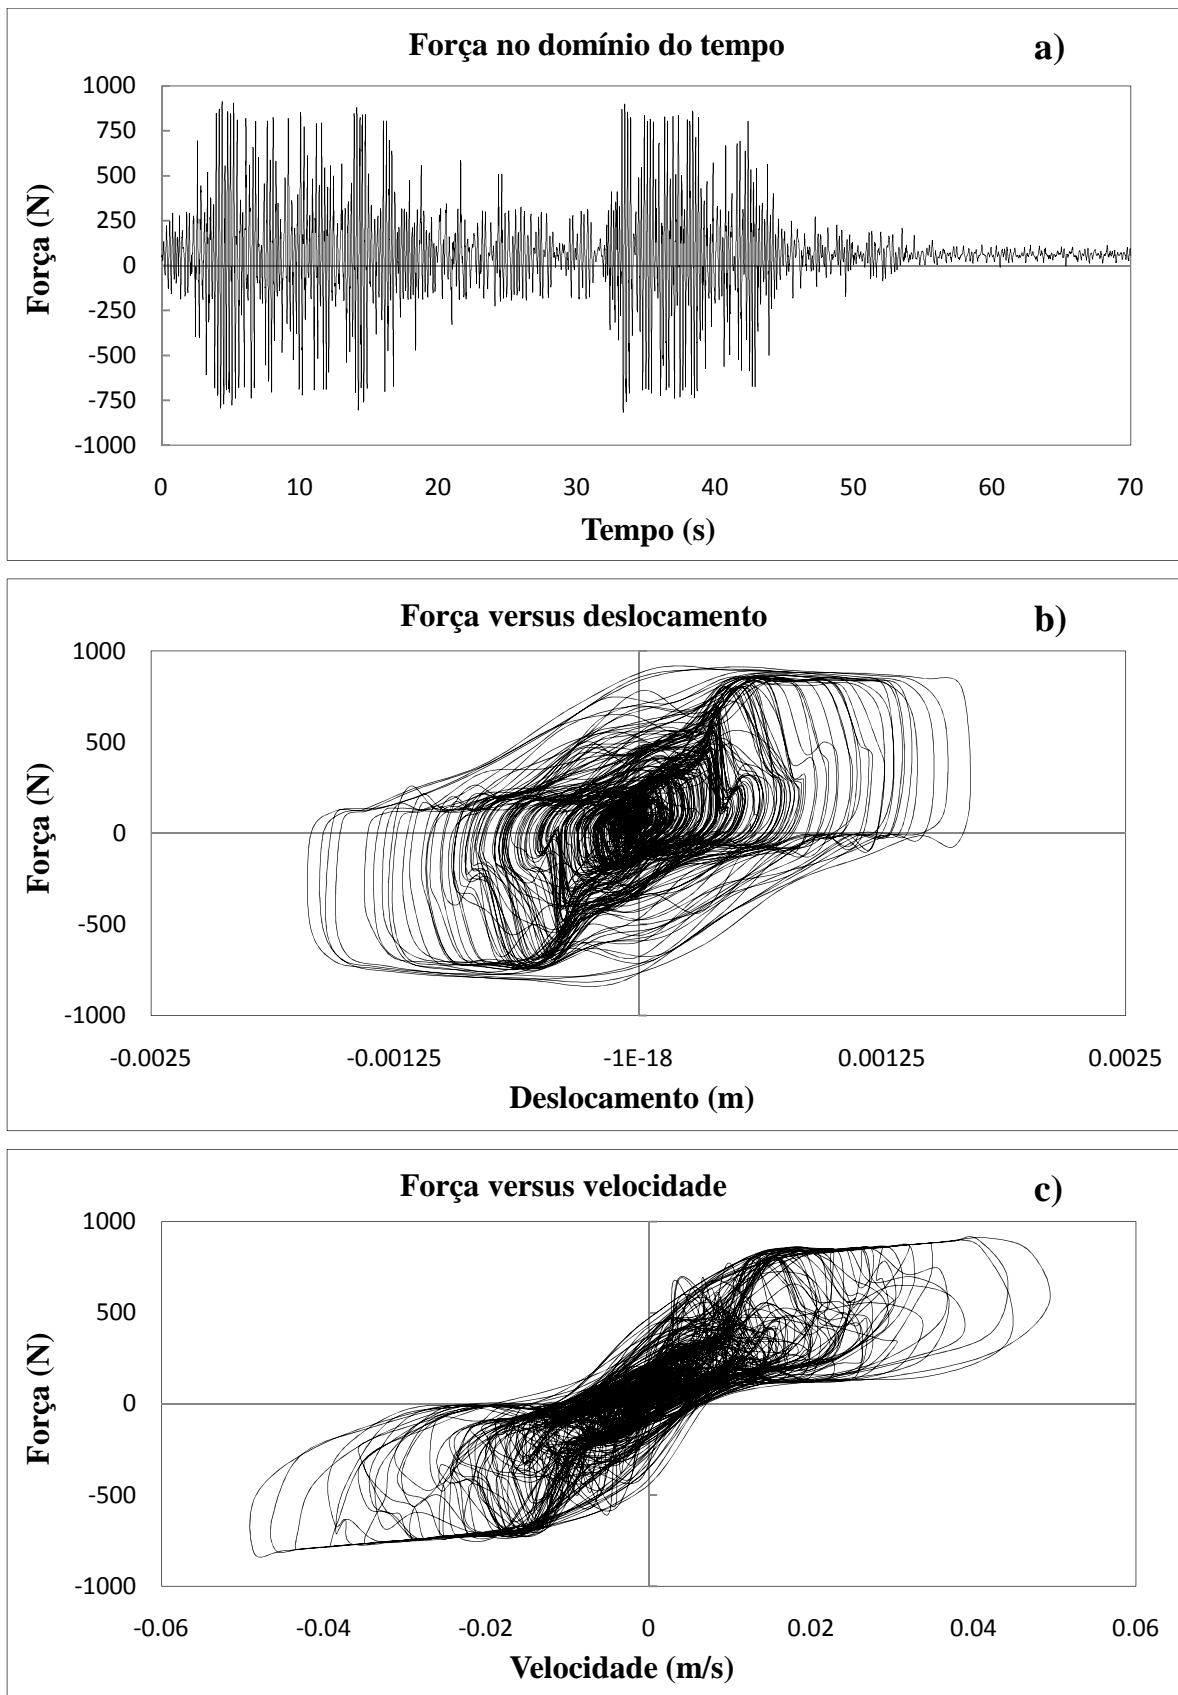 Força no domínio do tempo
a)
1000
750
500
250
0
-250
-500
-750
-1000
Força (N)
0 10 20 30 40 50 60 70
Tempo (s)
Força versus deslocamento
b)
1000
500
0
-500
-1000
Força (N)
-0.0025 -0.00125 -1E-18 0.00125 0.0025
Deslocamento (m)
Força versus velocidade
c)
1000
500
0
-500
-1000
Força (N)
-0.06 -0.04 -0.02 0 0.02 0.04 0.06
Velocidade (m/s)